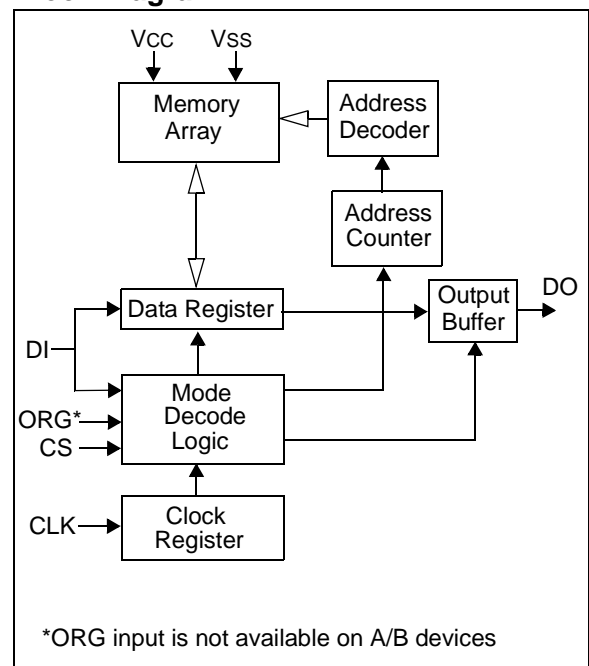 VCC
VSS
Memory
Array
Address
Decoder
Address
Counter
Data Register
Output
Buffer
DO
DI
Mode
Decode
Logic
ORG*
CS
CLK
Clock
Register
*ORG input is not available on A/B devices